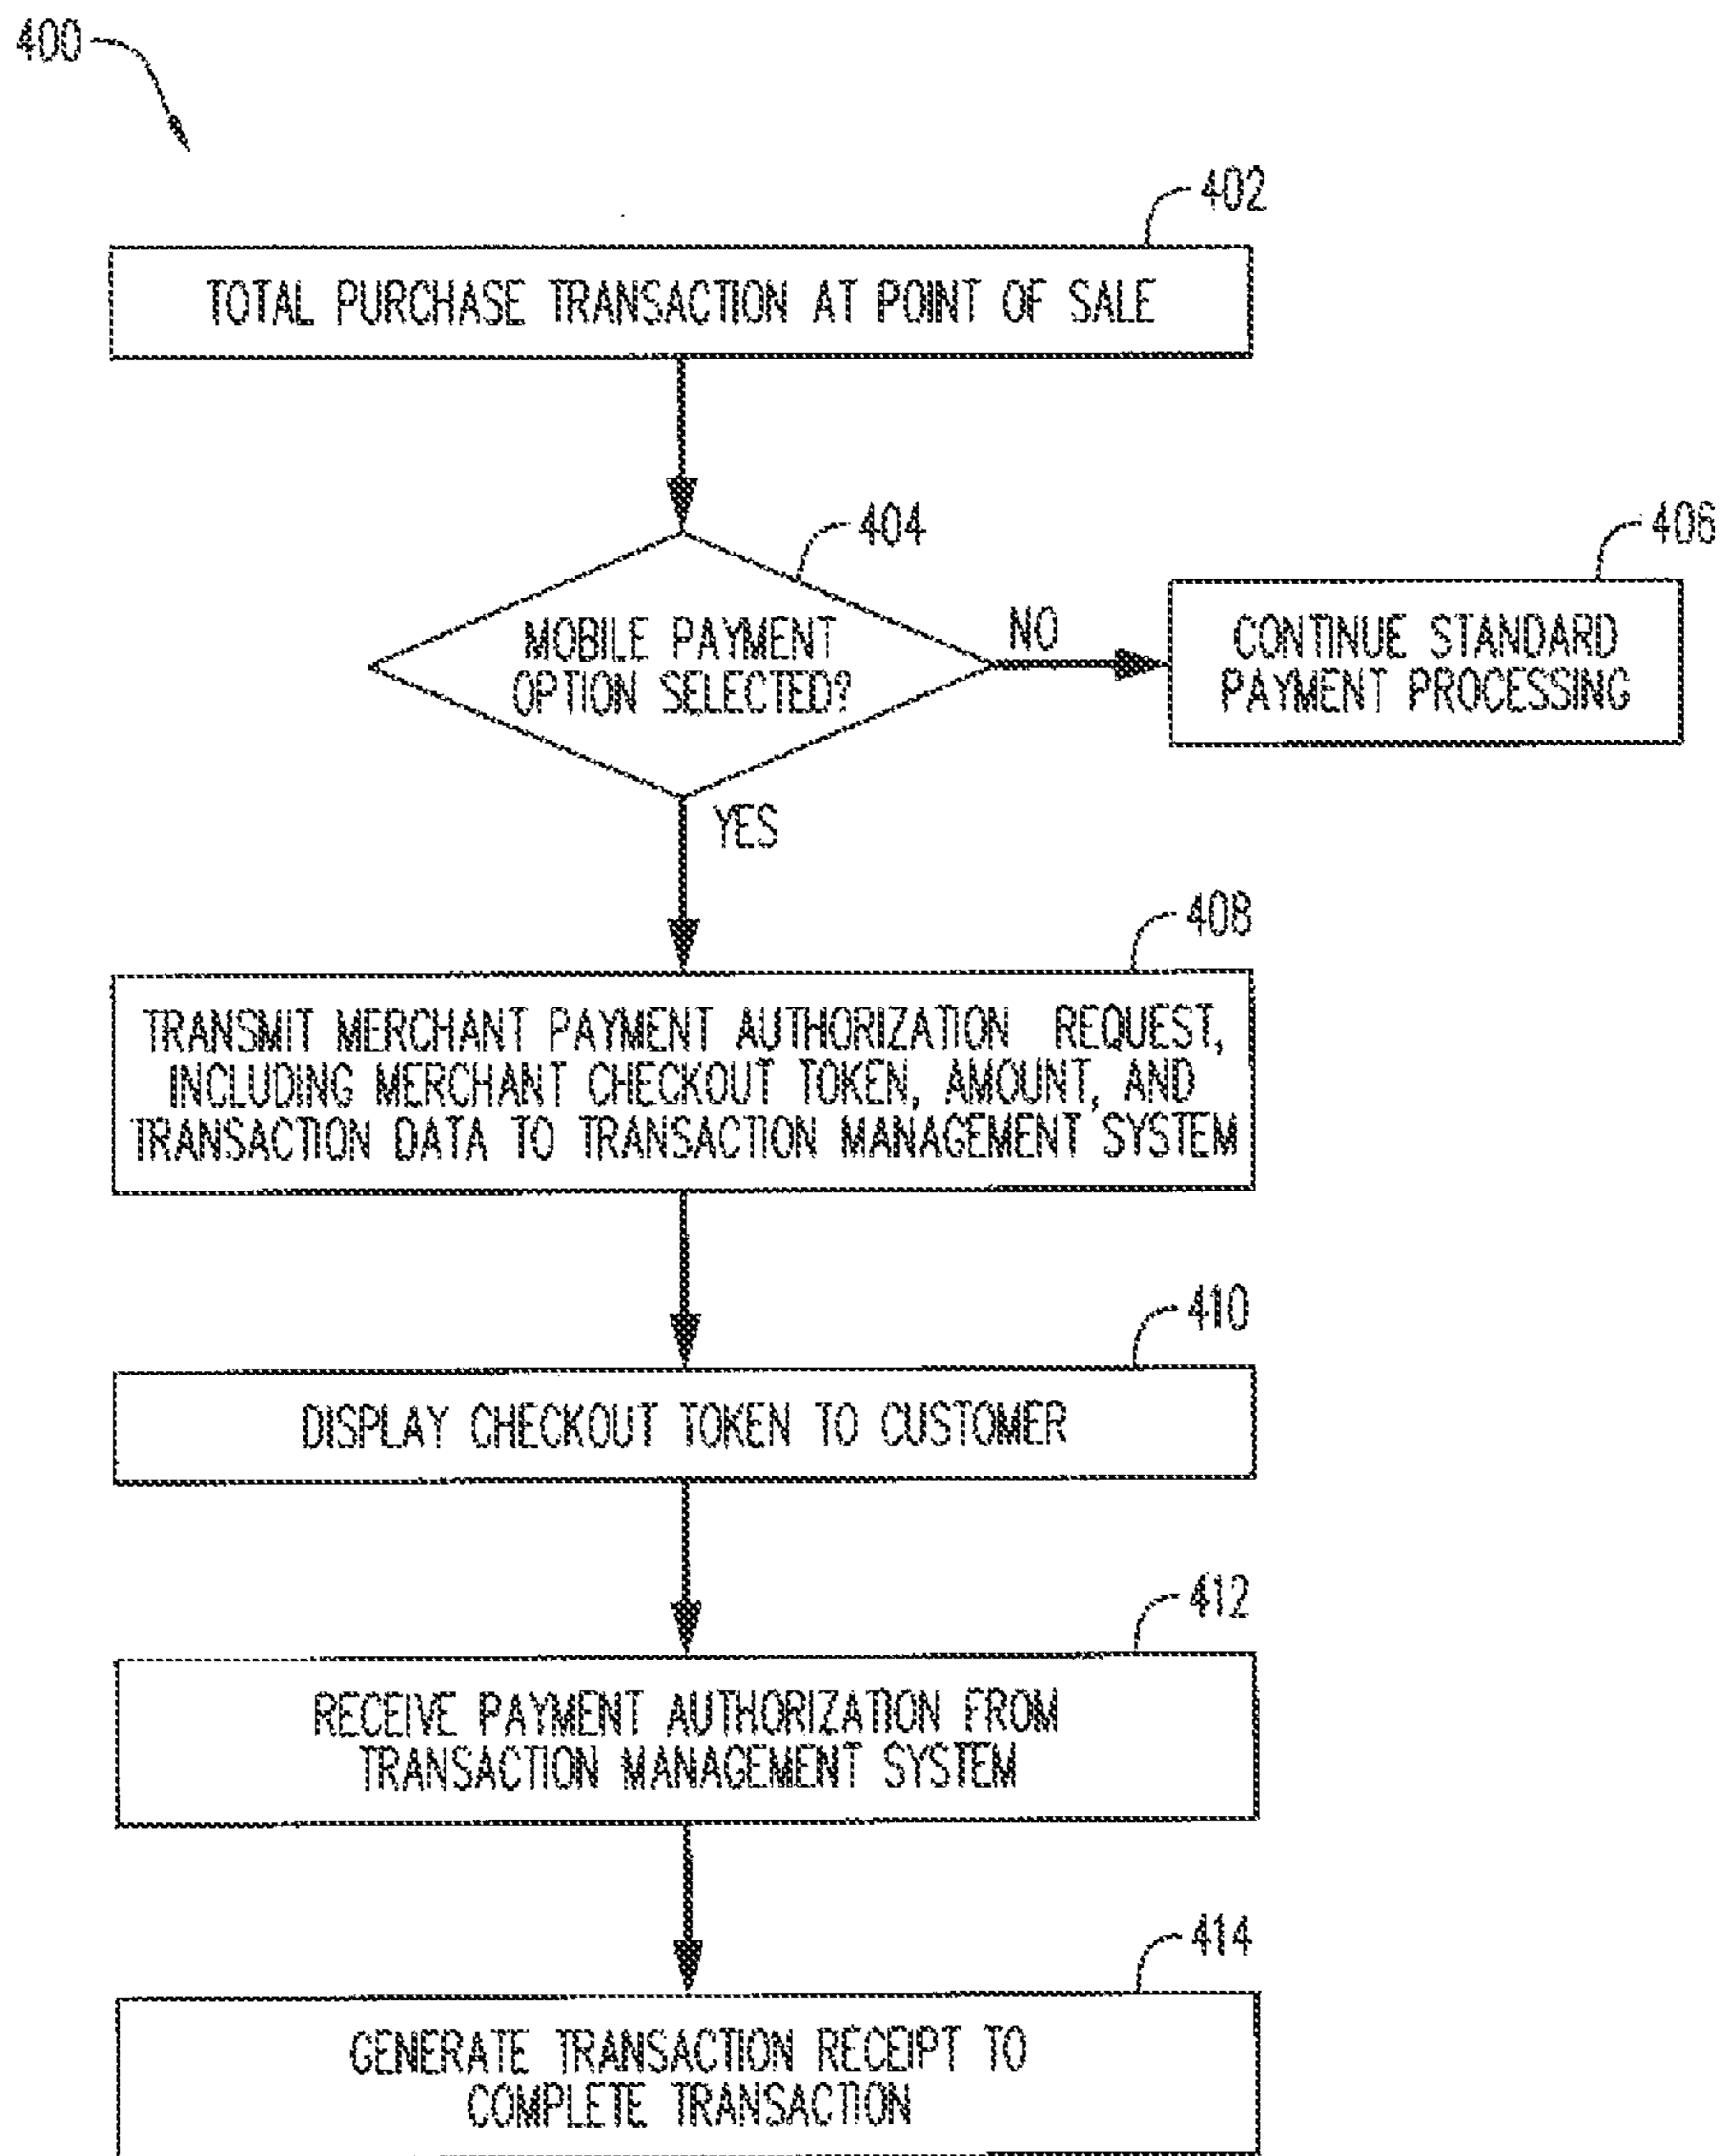 400
402
TOTAL PURCHASE TRANSACTION AT POINT OF SALE
404
MOBILE PAYMENT
OPTION SELECTED?
NO
406
CONTINUE STANDARD
PAYMENT PROCESSING
YES
408
TRANSMIT MERCHANT PAYMENT AUTHORIZATION REQUEST,
INCLUDING MERCHANT CHECKOUT TOKEN, AMOUNT, AND
TRANSACTION DATA TO TRANSACTION MANAGEMENT SYSTEM
410
DISPLAY CHECKOUT TOKEN TO CUSTOMER
412
RECEIVE PAYMENT AUTHORIZATION FROM
TRANSACTION MANAGEMENT SYSTEM
414
GENERATE TRANSACTION RECEIPT TO
COMPLETE TRANSACTION